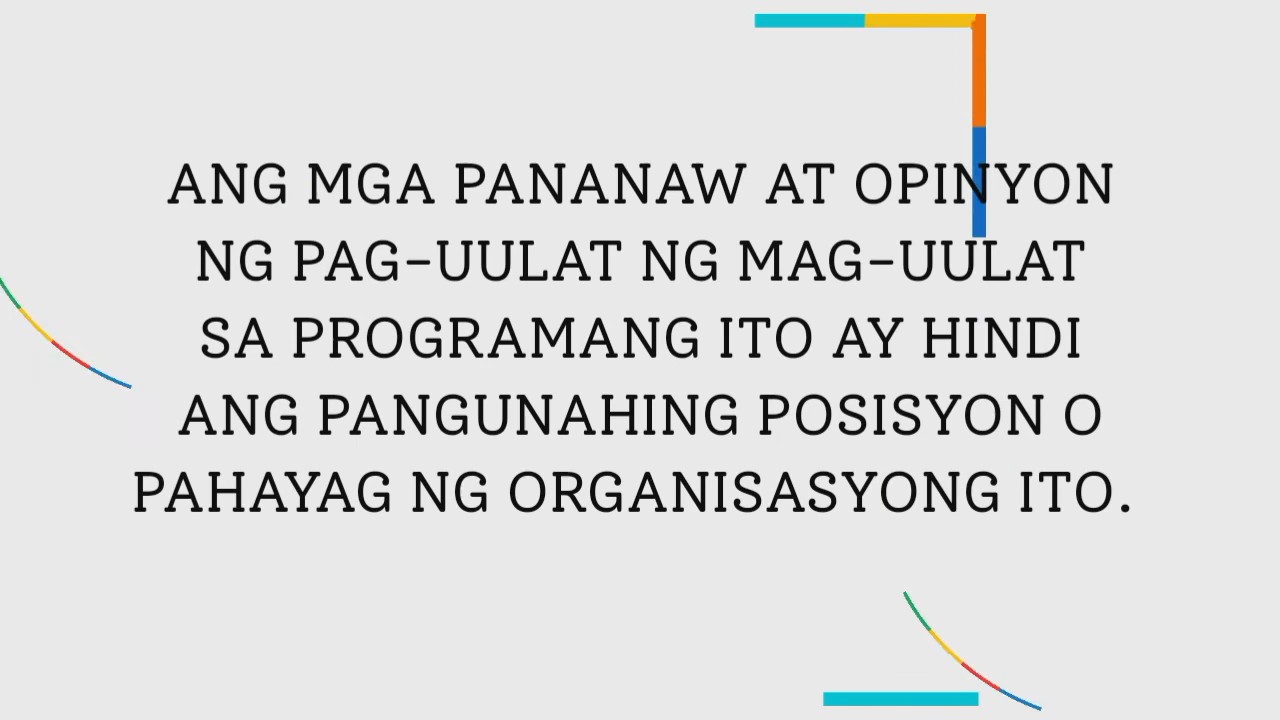 ANG MGA PANANAW AT OPINYON
NG PAG-UULAT NG MAG-UULAT
SA PROGRAMANG ITO AY HINDI
ANG PANGUNAHING POSISYON O
PAHAYAG NG ORGANISASYONG ITO.